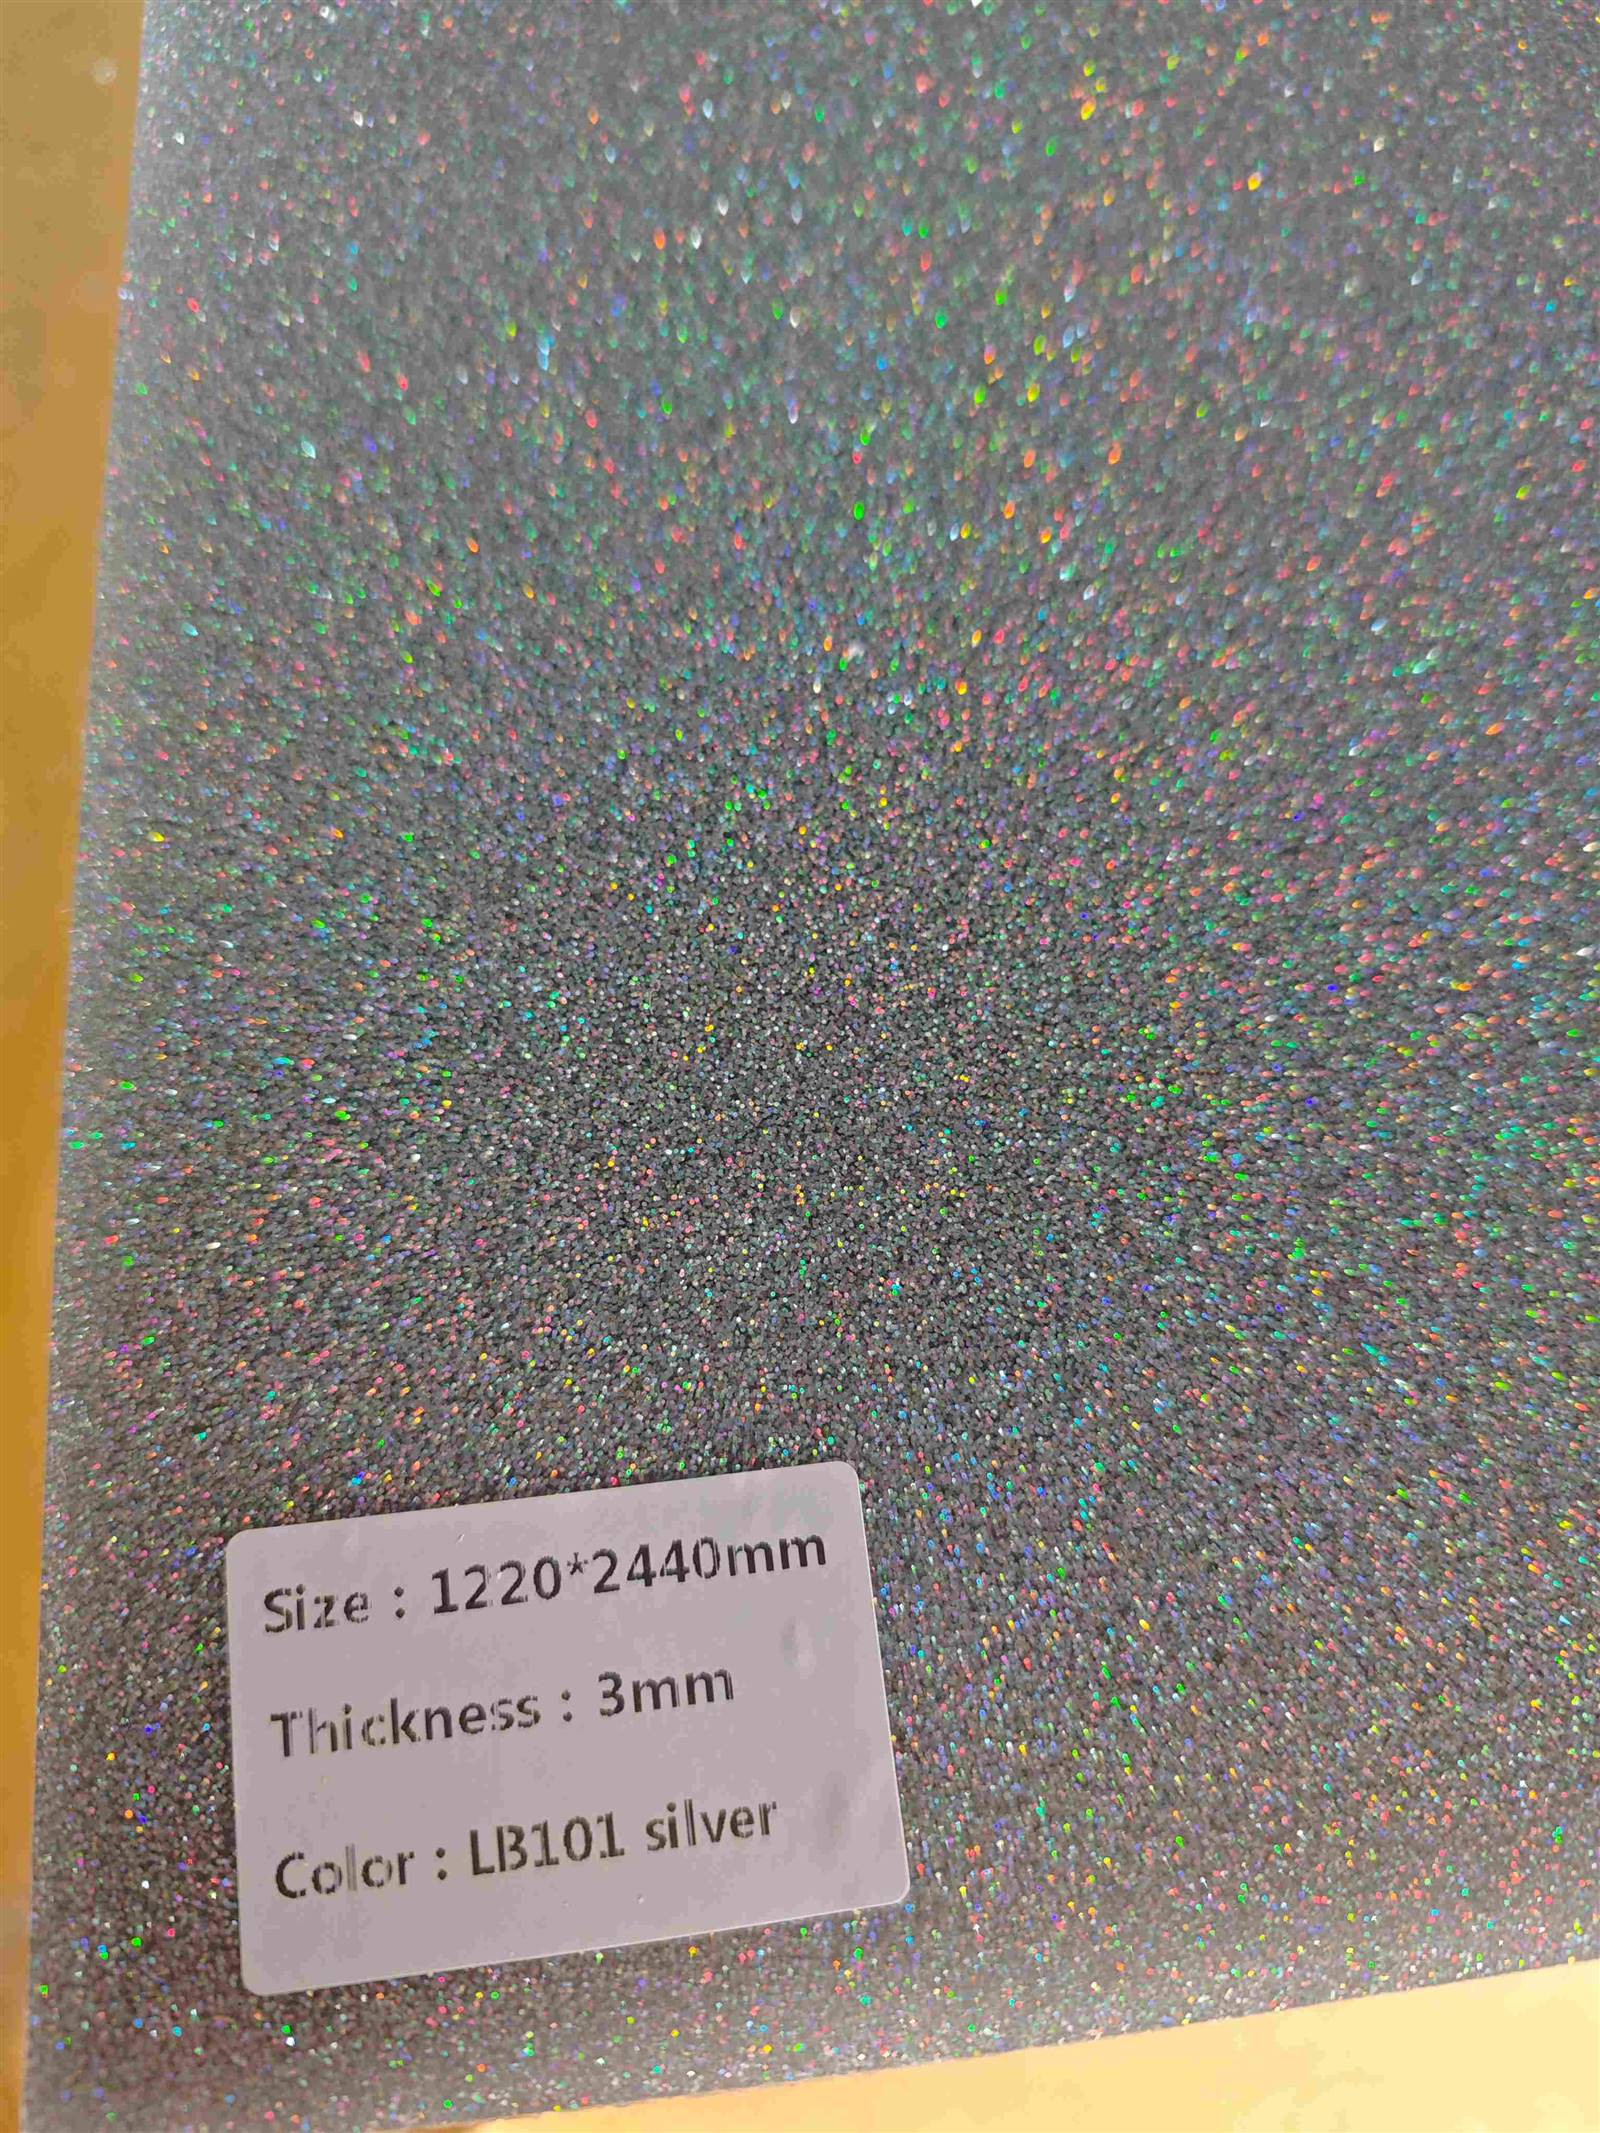 Size : 1220*2440mm
Thickness : 3mm
Color : LB101 silver